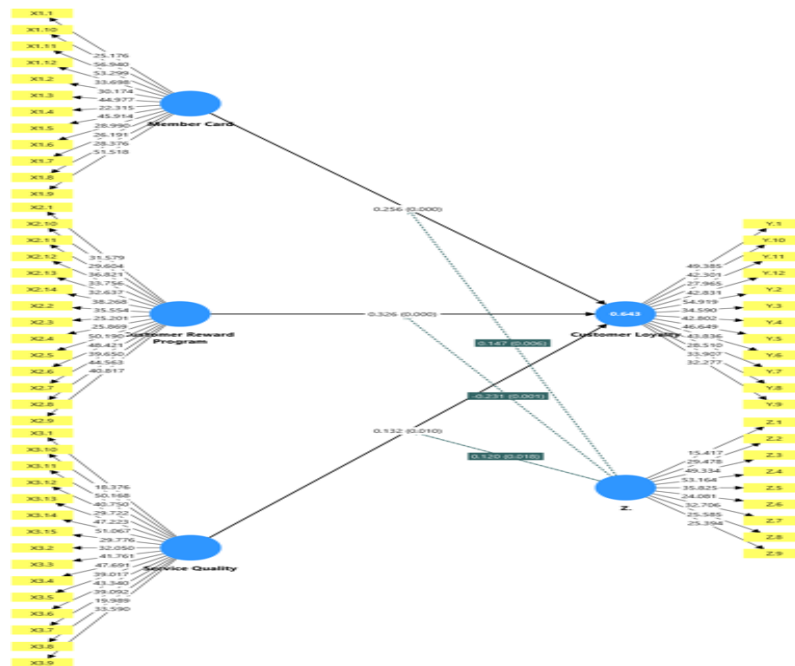 X1.1
X1.10
X1.11
X1.12
X1.2
X1.3
X1.4
X1.5
X1.6
X1.7
X1.8
X1.9
25.176
56.940
53.299
33.698
30.174
44.977
22.315
45.914
28.990
26.191
28.376
51.518
Member Card
X2.1
X2.10
X2.11
X2.12
X2.13
X2.14
X2.2
X2.3
X2.4
X2.5
X2.6
X2.7
X2.8
X2.9
31.579
29.604
36.821
33.756
32.637
38.268
35.554
25.201
25.869
50.190
48.421
39.650
44.563
40.817
Customer Reward
Program
X3.1
X3.10
X3.11
X3.12
X3.13
X3.14
X3.15
X3.2
X3.3
X3.4
X3.5
X3.6
X3.7
X3.8
X3.9
18.376
50.168
40.750
29.722
47.223
51.067
29.776
32.050
41.761
47.691
39.017
43.340
39.092
19.989
33.590
Service Quality
0.256 (0.000)
0.326 (0.000)
0.132 (0.010)
0.147 (0.006)
-0.231 (0.001)
0.120 (0.018)
0.643
Customer Loyalty
49.385
42.301
27.965
42.831
54.919
34.590
42.802
46.649
43.836
28.510
33.907
32.277
Y.1
Y.10
Y.11
Y.12
Y.2
Y.3
Y.4
Y.5
Y.6
Y.7
Y.8
Y.9
Z.
15.417
29.478
49.334
53.164
35.825
24.081
32.706
25.585
25.394
Z.1
Z.2
Z.3
Z.4
Z.5
Z.6
Z.7
Z.8
Z.9